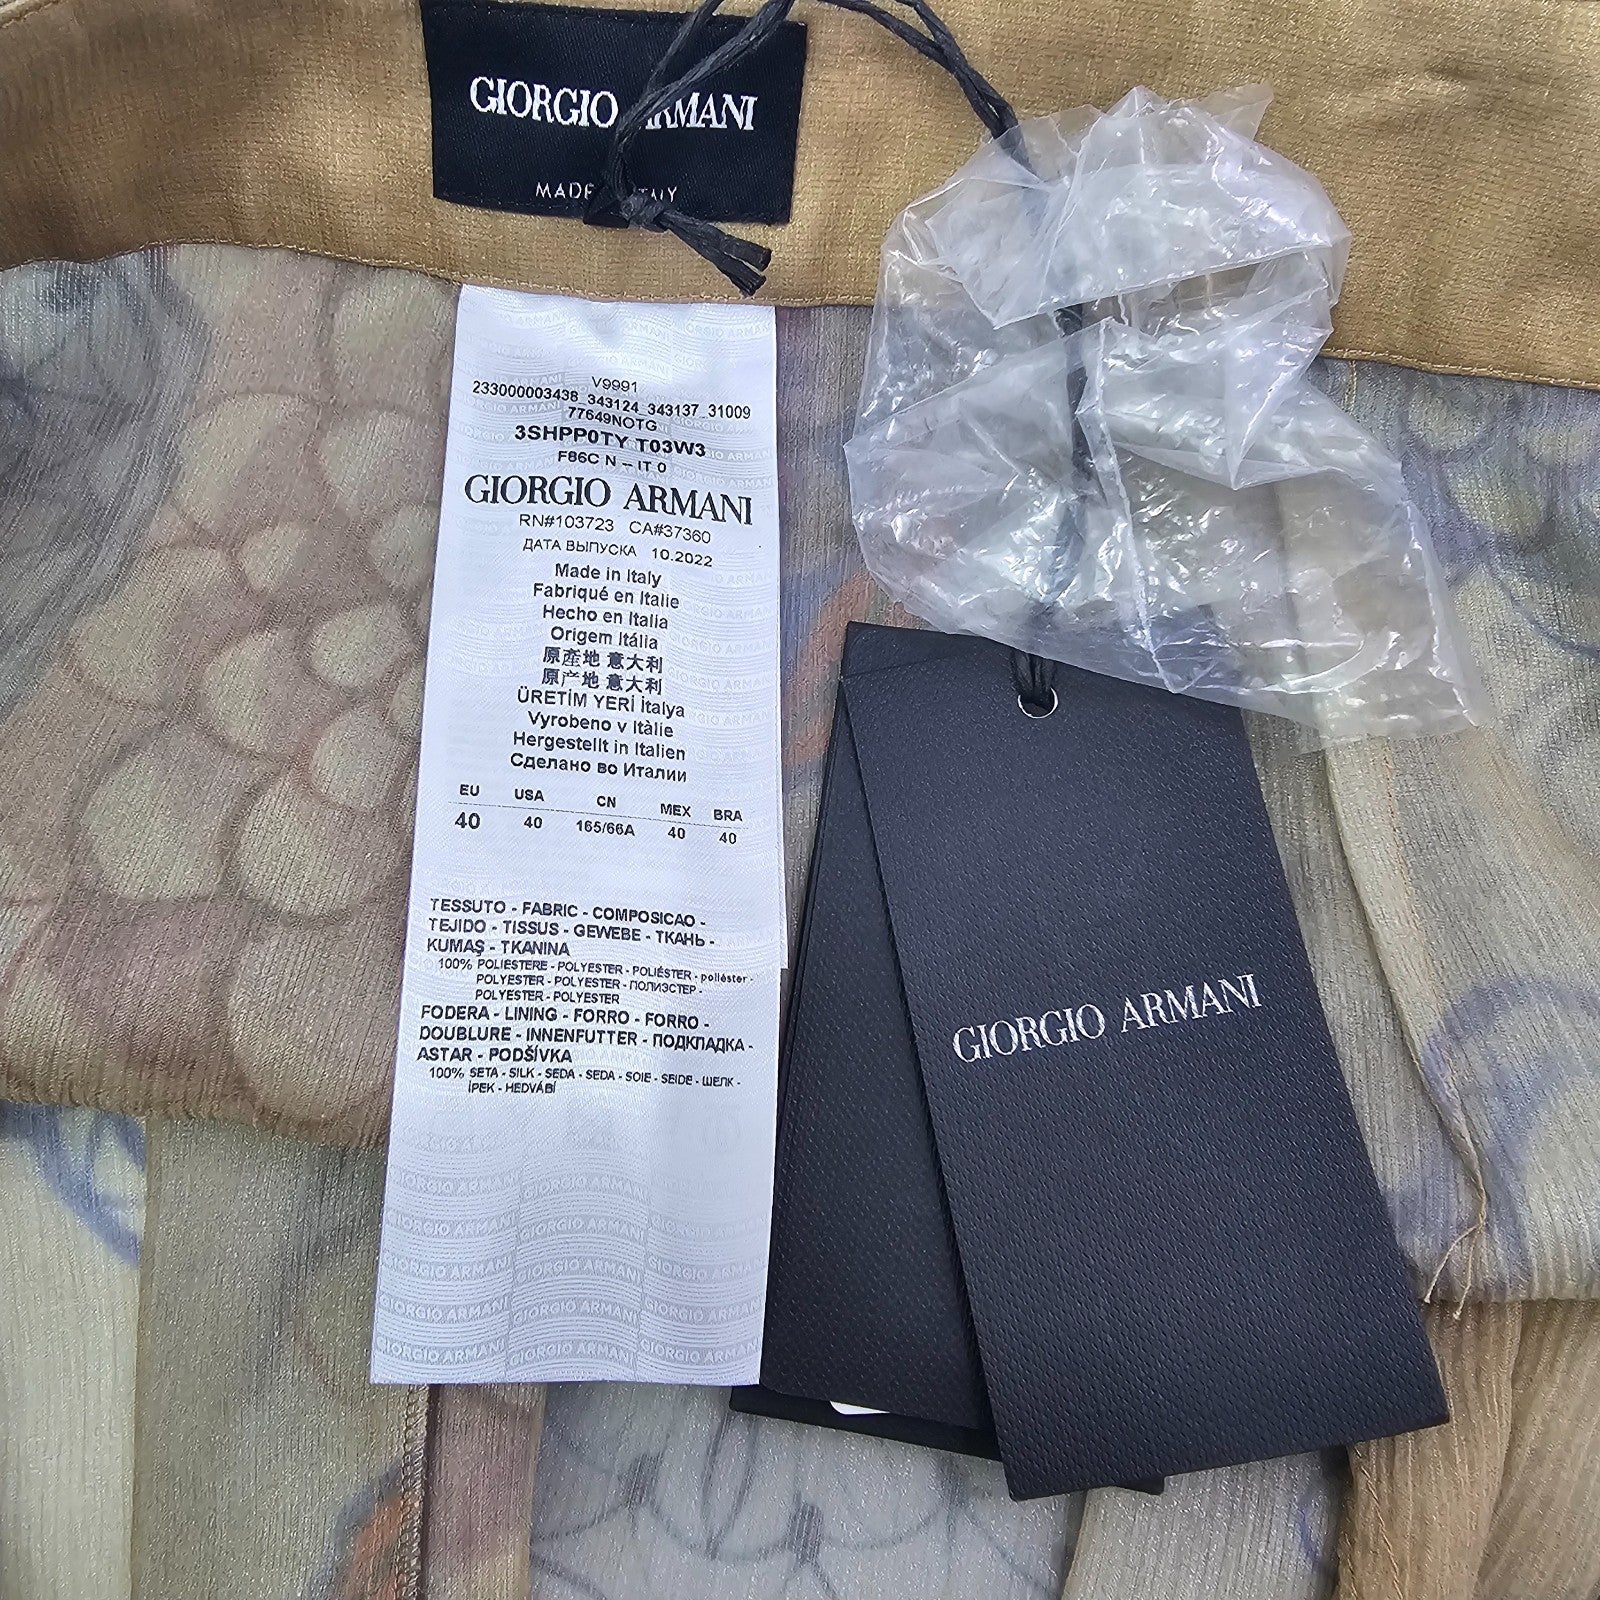 GIORGIO ARMANI
MADE
V9991
233000003438_343124_343137_31009
77649NOTG
3SHPP0TY T03W3
F86C N – IT 0
GIORGIO ARMANI
RN#103723 CA#37360
ДАТА ВЫПУСКА 10.2022
Made in Italy
Fabriqué en Italie
Hecho en Italia
Origem Itália
原產地 意大利
原产地 意大利
ÜRETİM YERİ İtalya
Vyrobeno v Itàlie
Hergestellt in Italien
Сделано во Италии
EU USA CN MEX BRA
40 40 165/66A 40 40
TESSUTO - FABRIC - COMPOSICAO -
TEJIDO - TISSUS - GEWEBE - ТКАНЬ -
KUMAŞ - TKANINA
100% POLIESTERE - POLYESTER - POLIÉSTER - poliéster -
POLYESTER - POLYESTER - ПОЛИЭСТЕР -
POLYESTER - POLYESTER
FODERA - LINING - FORRO - FORRO -
DOUBLURE - INNENFUTTER - ПОДКЛАДКА -
ASTAR - PODŠÍVKA
100% SETA - SILK - SEDA - SEDA - SOIE - SEIDE - ШЕЛК -
İPEK - HEDVÁBÍ
GIORGIO ARMANI